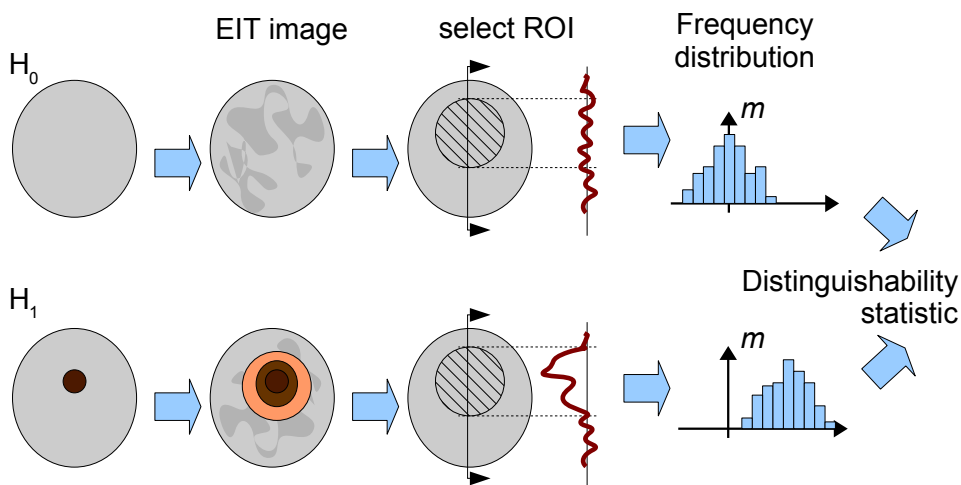 EIT image
select ROI
Frequency
distribution
H0
m
Distinguishability
statistic
H1
m